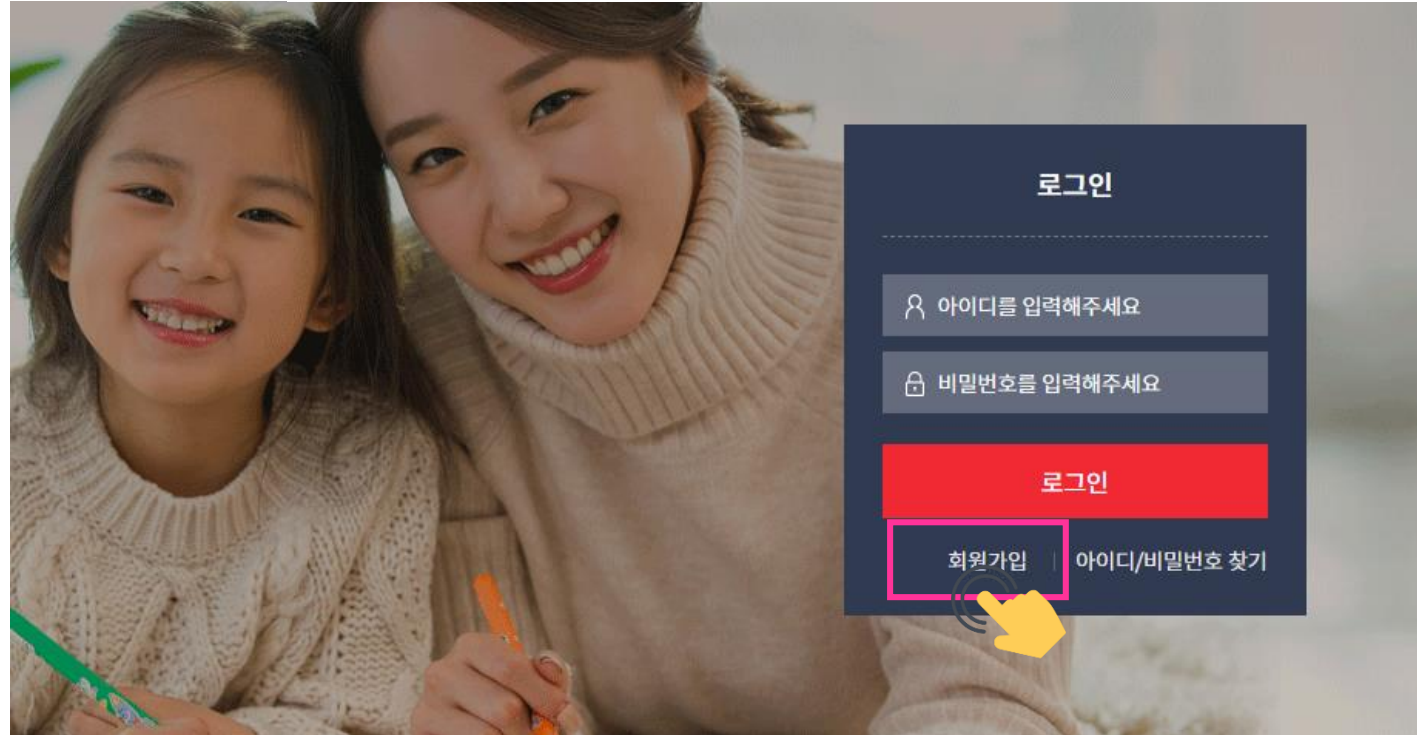 로그인
아이디를 입력해주세요
비밀번호를 입력해주세요
로그인
회원가입 | 아이디/비밀번호 찾기